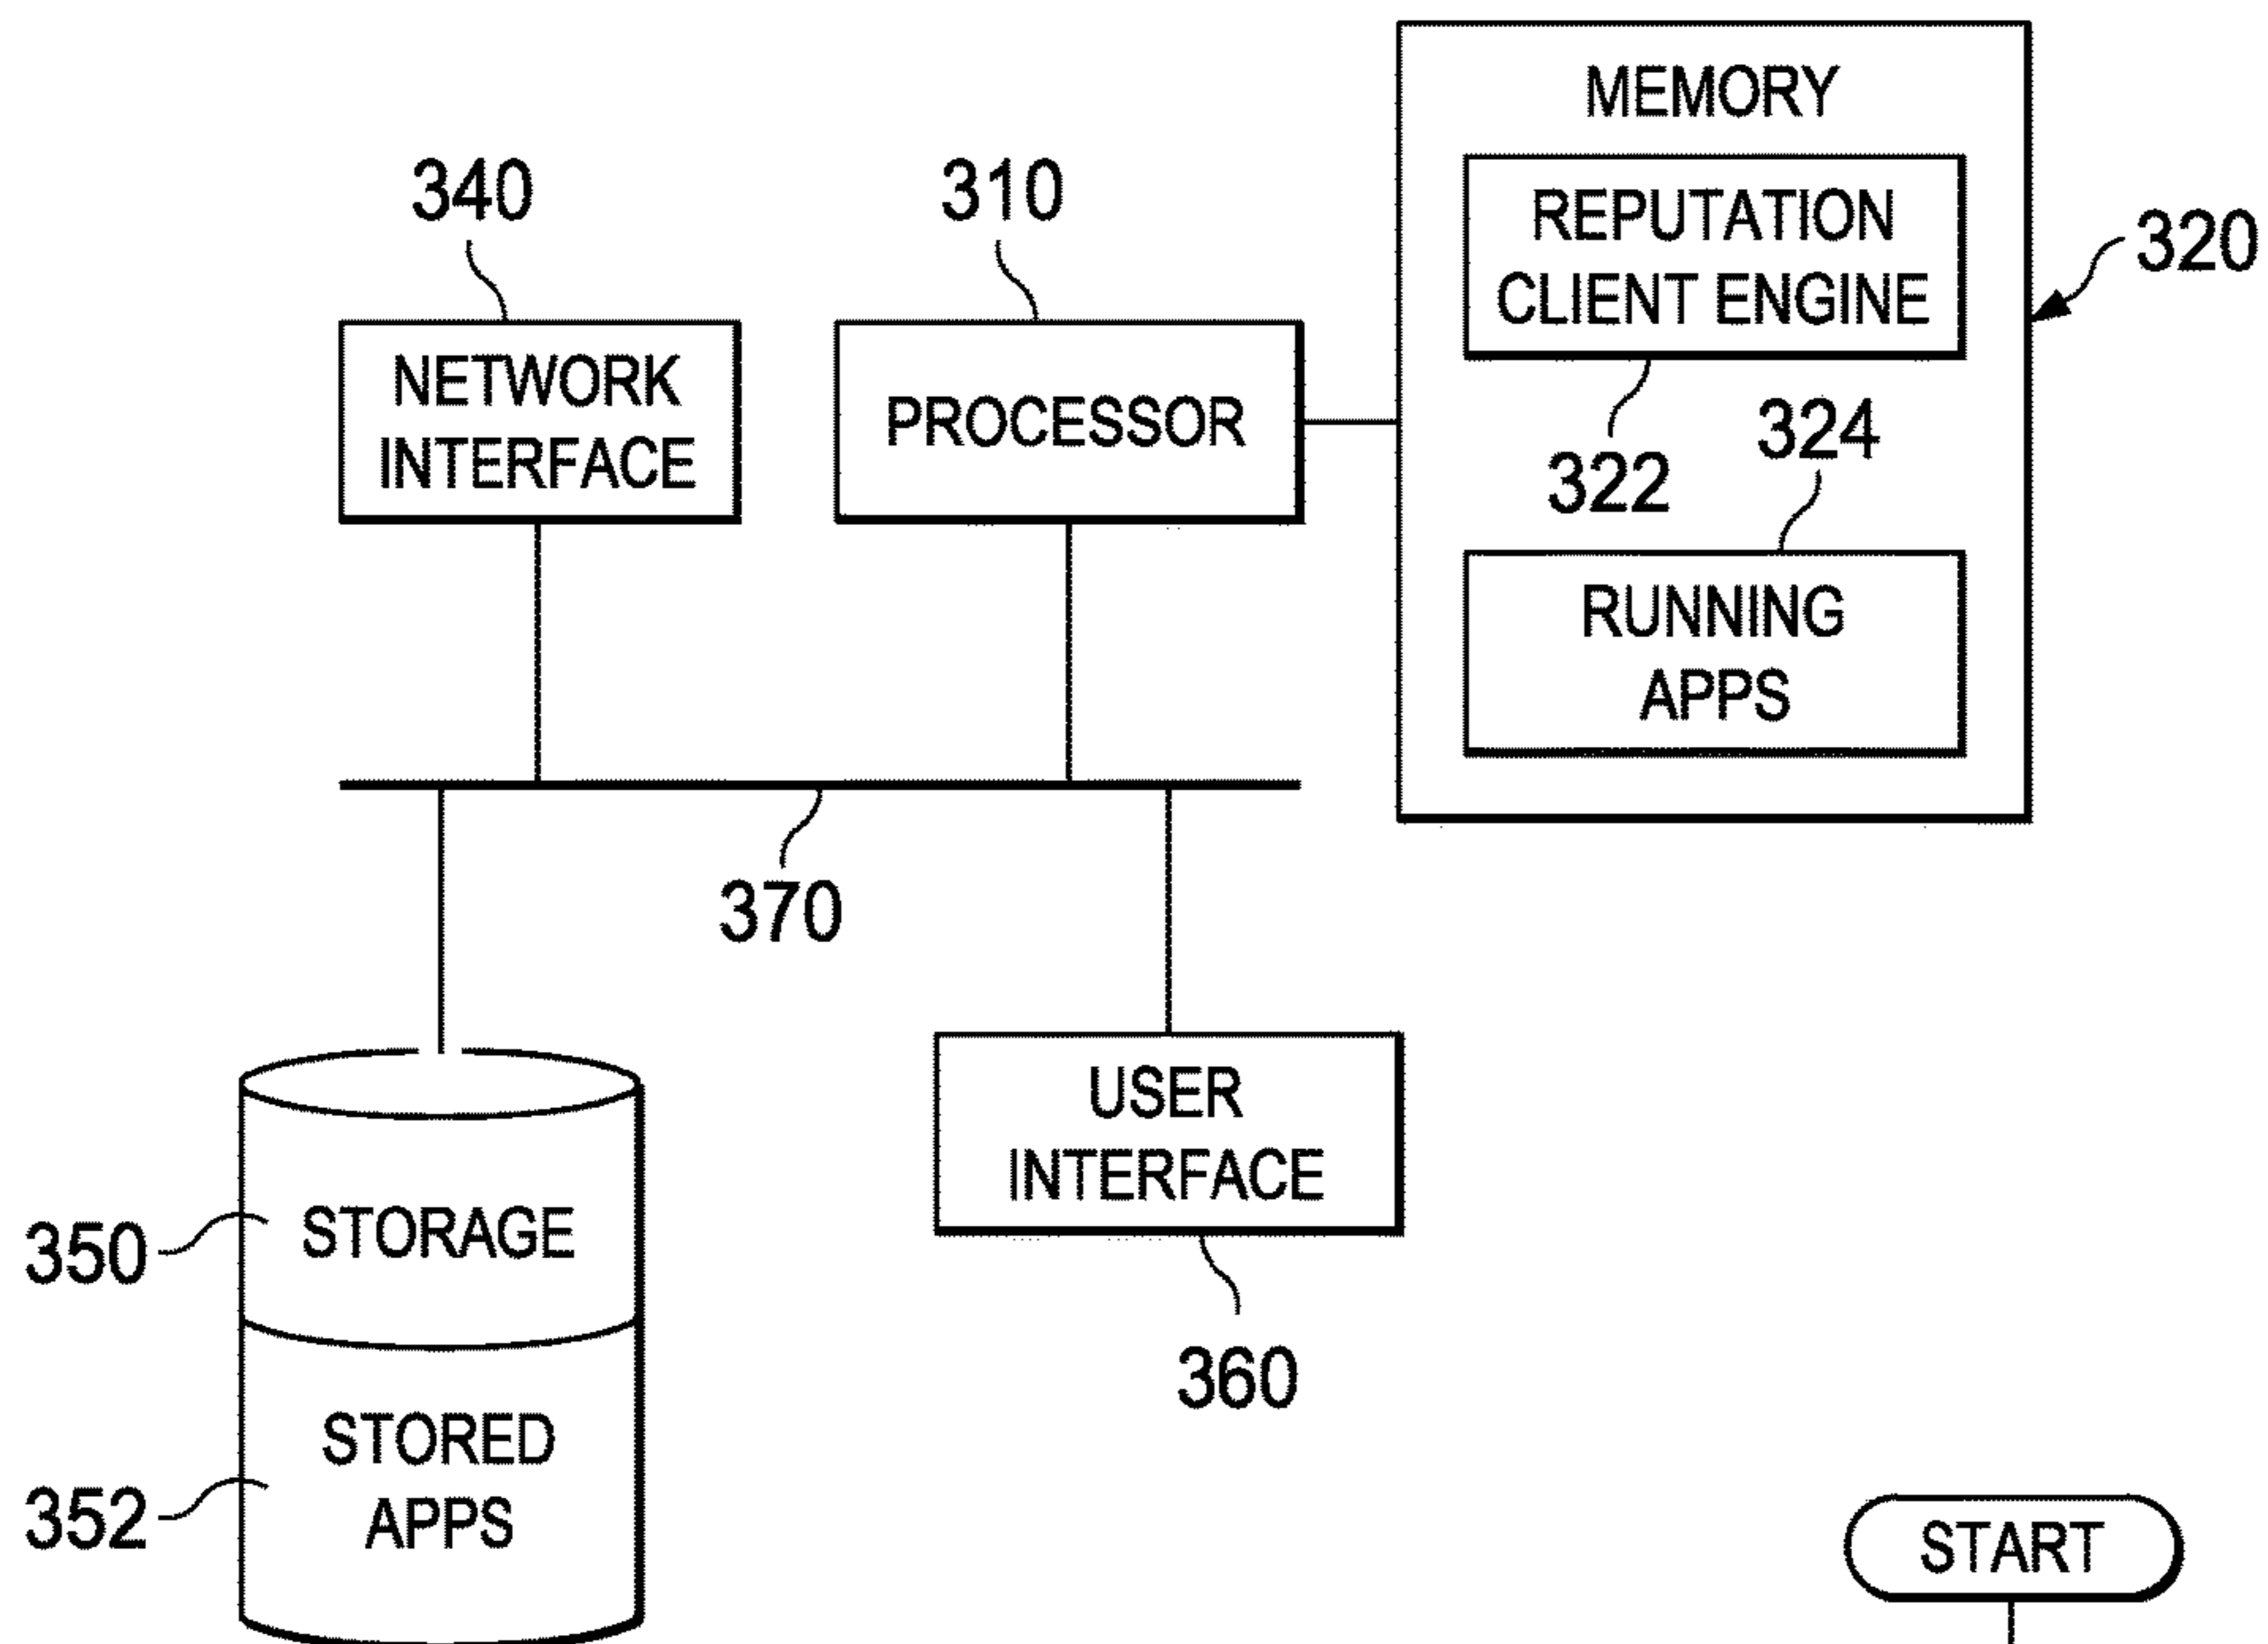 MEMORY
340
310
REPUTATION
CLIENT ENGINE
320
NETWORK
INTERFACE
PROCESSOR
322
324
RUNNING
APPS
370
USER
INTERFACE
350
STORAGE
360
352
STORED
APPS
START